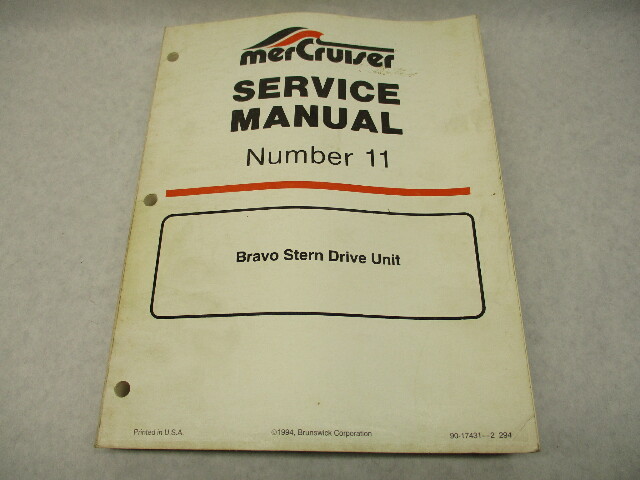 merCruiser
SERVICE
MANUAL
Number 11
Bravo Stern Drive Unit
Printed in U.S.A.
©1994, Brunswick Corporation
90-17431--2 294